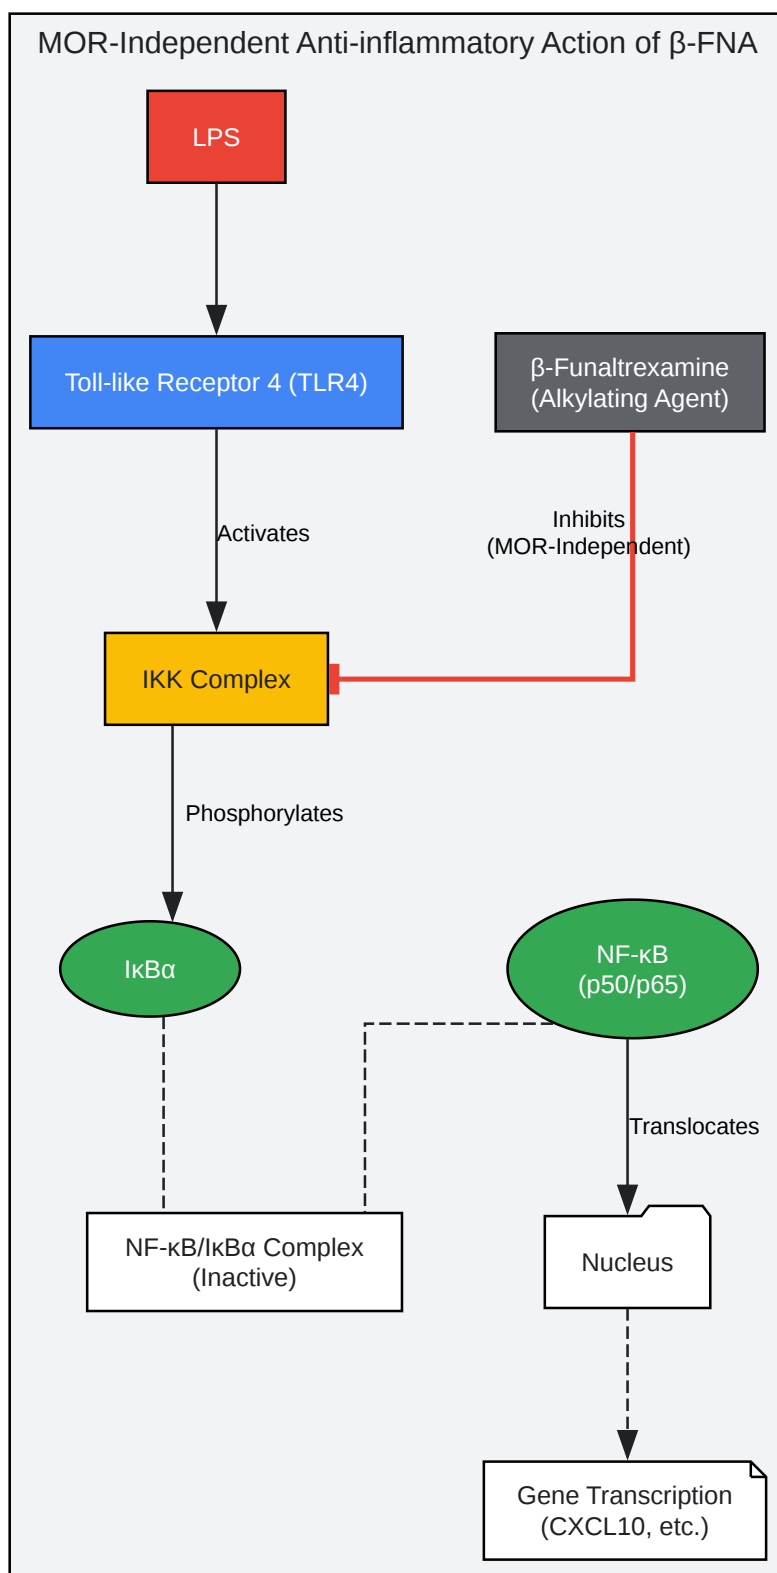 MOR-Independent Anti-inflammatory Action of β-FNA
LPS
Toll-like Receptor 4 (TLR4)
β-Funaltrexamine
(Alkylating Agent)
Activates
Inhibits
(MOR-Independent)
IKK Complex
Phosphorylates
IκBα
NF-κB
(p50/p65)
Translocates
NF-κB/IκBα Complex
(Inactive)
Nucleus
Gene Transcription
(CXCL10, etc.)